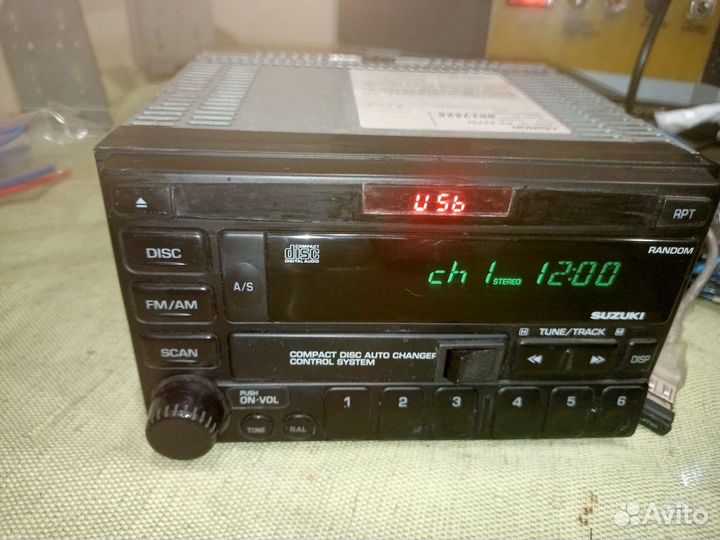 USb
RPT
DISC
COMPACT
disc
DIGITAL AUDIO
RANDOM
A/S
ch 1 STEREO 12:00
FM/AM
SUZUKI
TUNE/TRACK
SCAN
COMPACT DISC AUTO CHANGER
CONTROL SYSTEM
DISP
PUSH
ON·VOL
1 2 3 4 5 6
TONE BAL
Avito